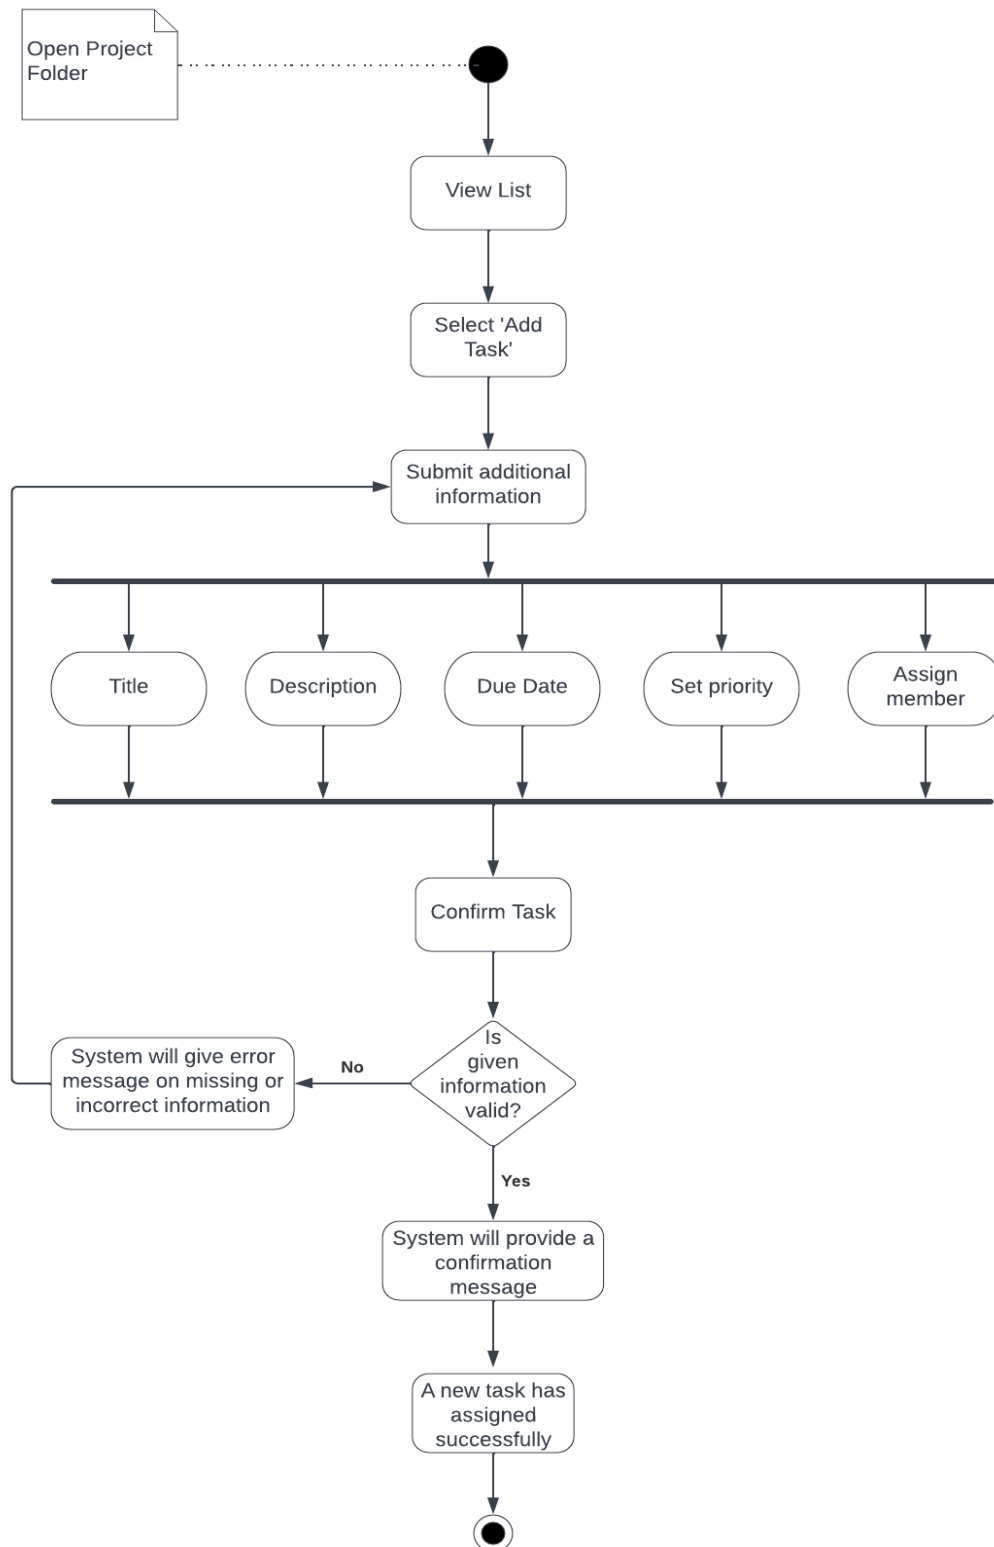 Open Project
Folder
View List
Select 'Add
Task'
Submit additional
information
Title
Description
Due Date
Set priority
Assign
member
Confirm Task
Is
given
information
valid?
No
System will give error
message on missing or
incorrect information
Yes
System will provide a
confirmation
message
A new task has
assigned
successfully